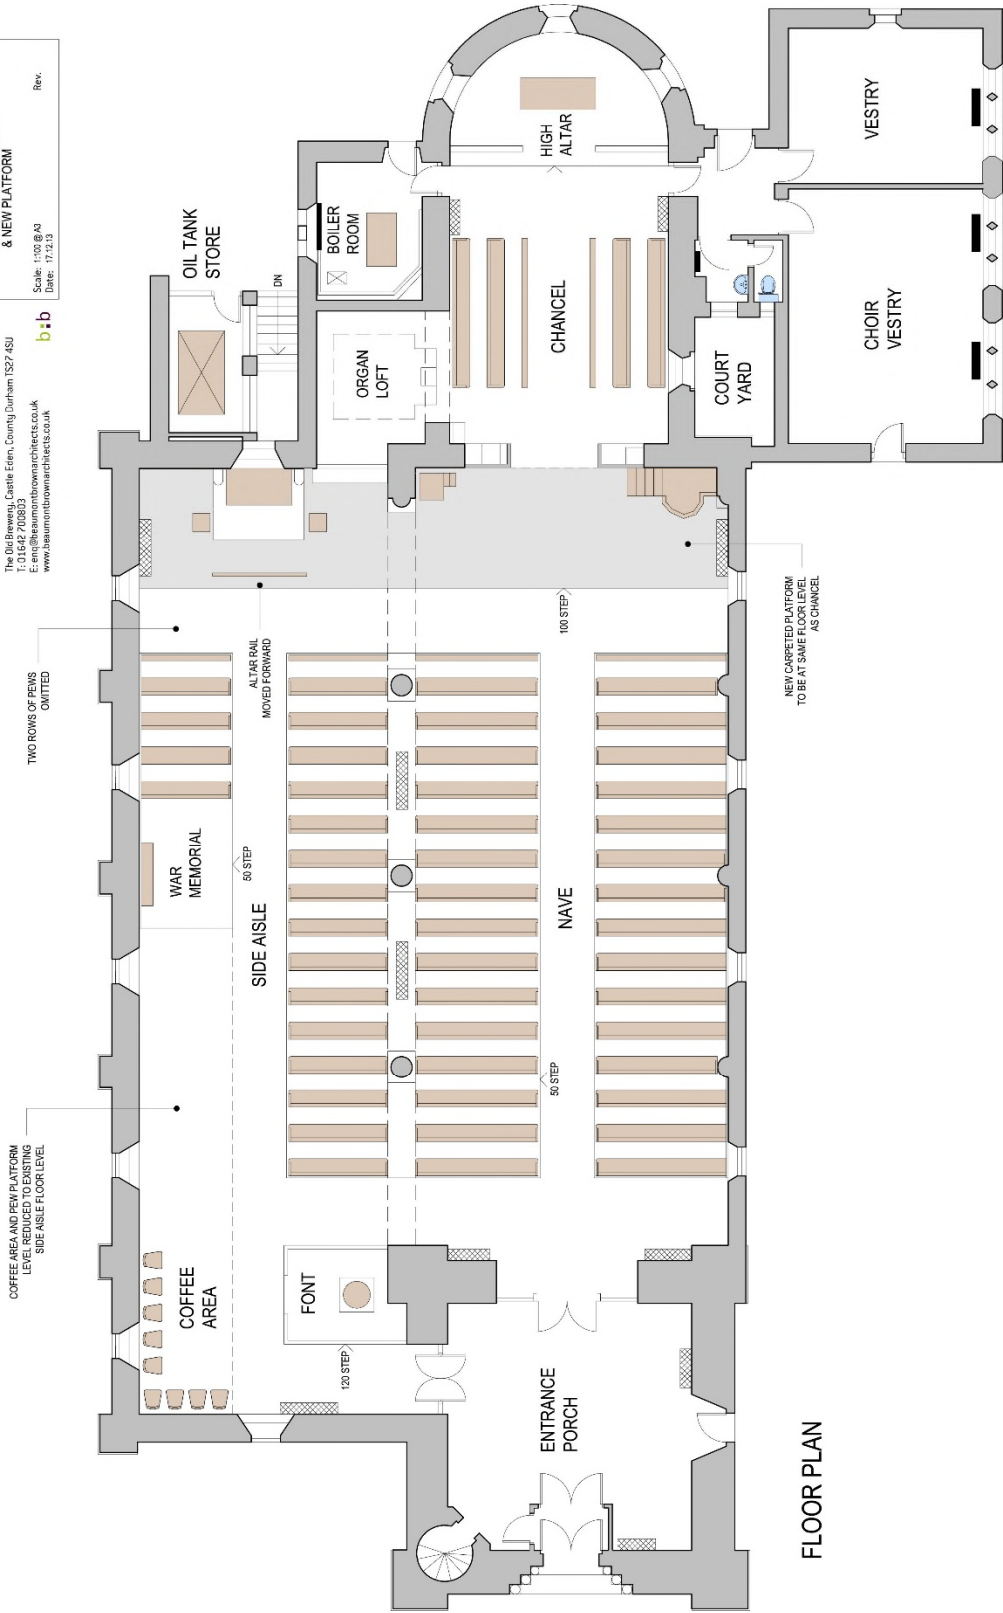 & NEW PLATFORM
Scale: 1:100 @A3
Date: 17.12.13
Rev.
The Old Brewery, Castle Eden, County Durham TS27 4SU
T: 01642 700803
E: enq@beaumontbrownarchitects.co.uk
www.beaumontbrownarchitects.co.uk
b:b
COFFEE AREA AND PEW PLATFORM
LEVEL REDUCED TO EXISTING
SIDE AISLE FLOOR LEVEL
TWO ROWS OF PEWS
OMITTED
OIL TANK
STORE
DN
BOILER
ROOM
ORGAN
LOFT
HIGH
ALTAR
CHANCEL
COURT
YARD
VESTRY
CHOIR
VESTRY
ALTAR RAIL
MOVED FORWARD
100 STEP
NEW CARPETED PLATFORM
TO BE AT SAME FLOOR LEVEL
AS CHANCEL
WAR
MEMORIAL
50 STEP
SIDE AISLE
NAVE
50 STEP
COFFEE
AREA
FONT
120 STEP
ENTRANCE
PORCH
FLOOR PLAN